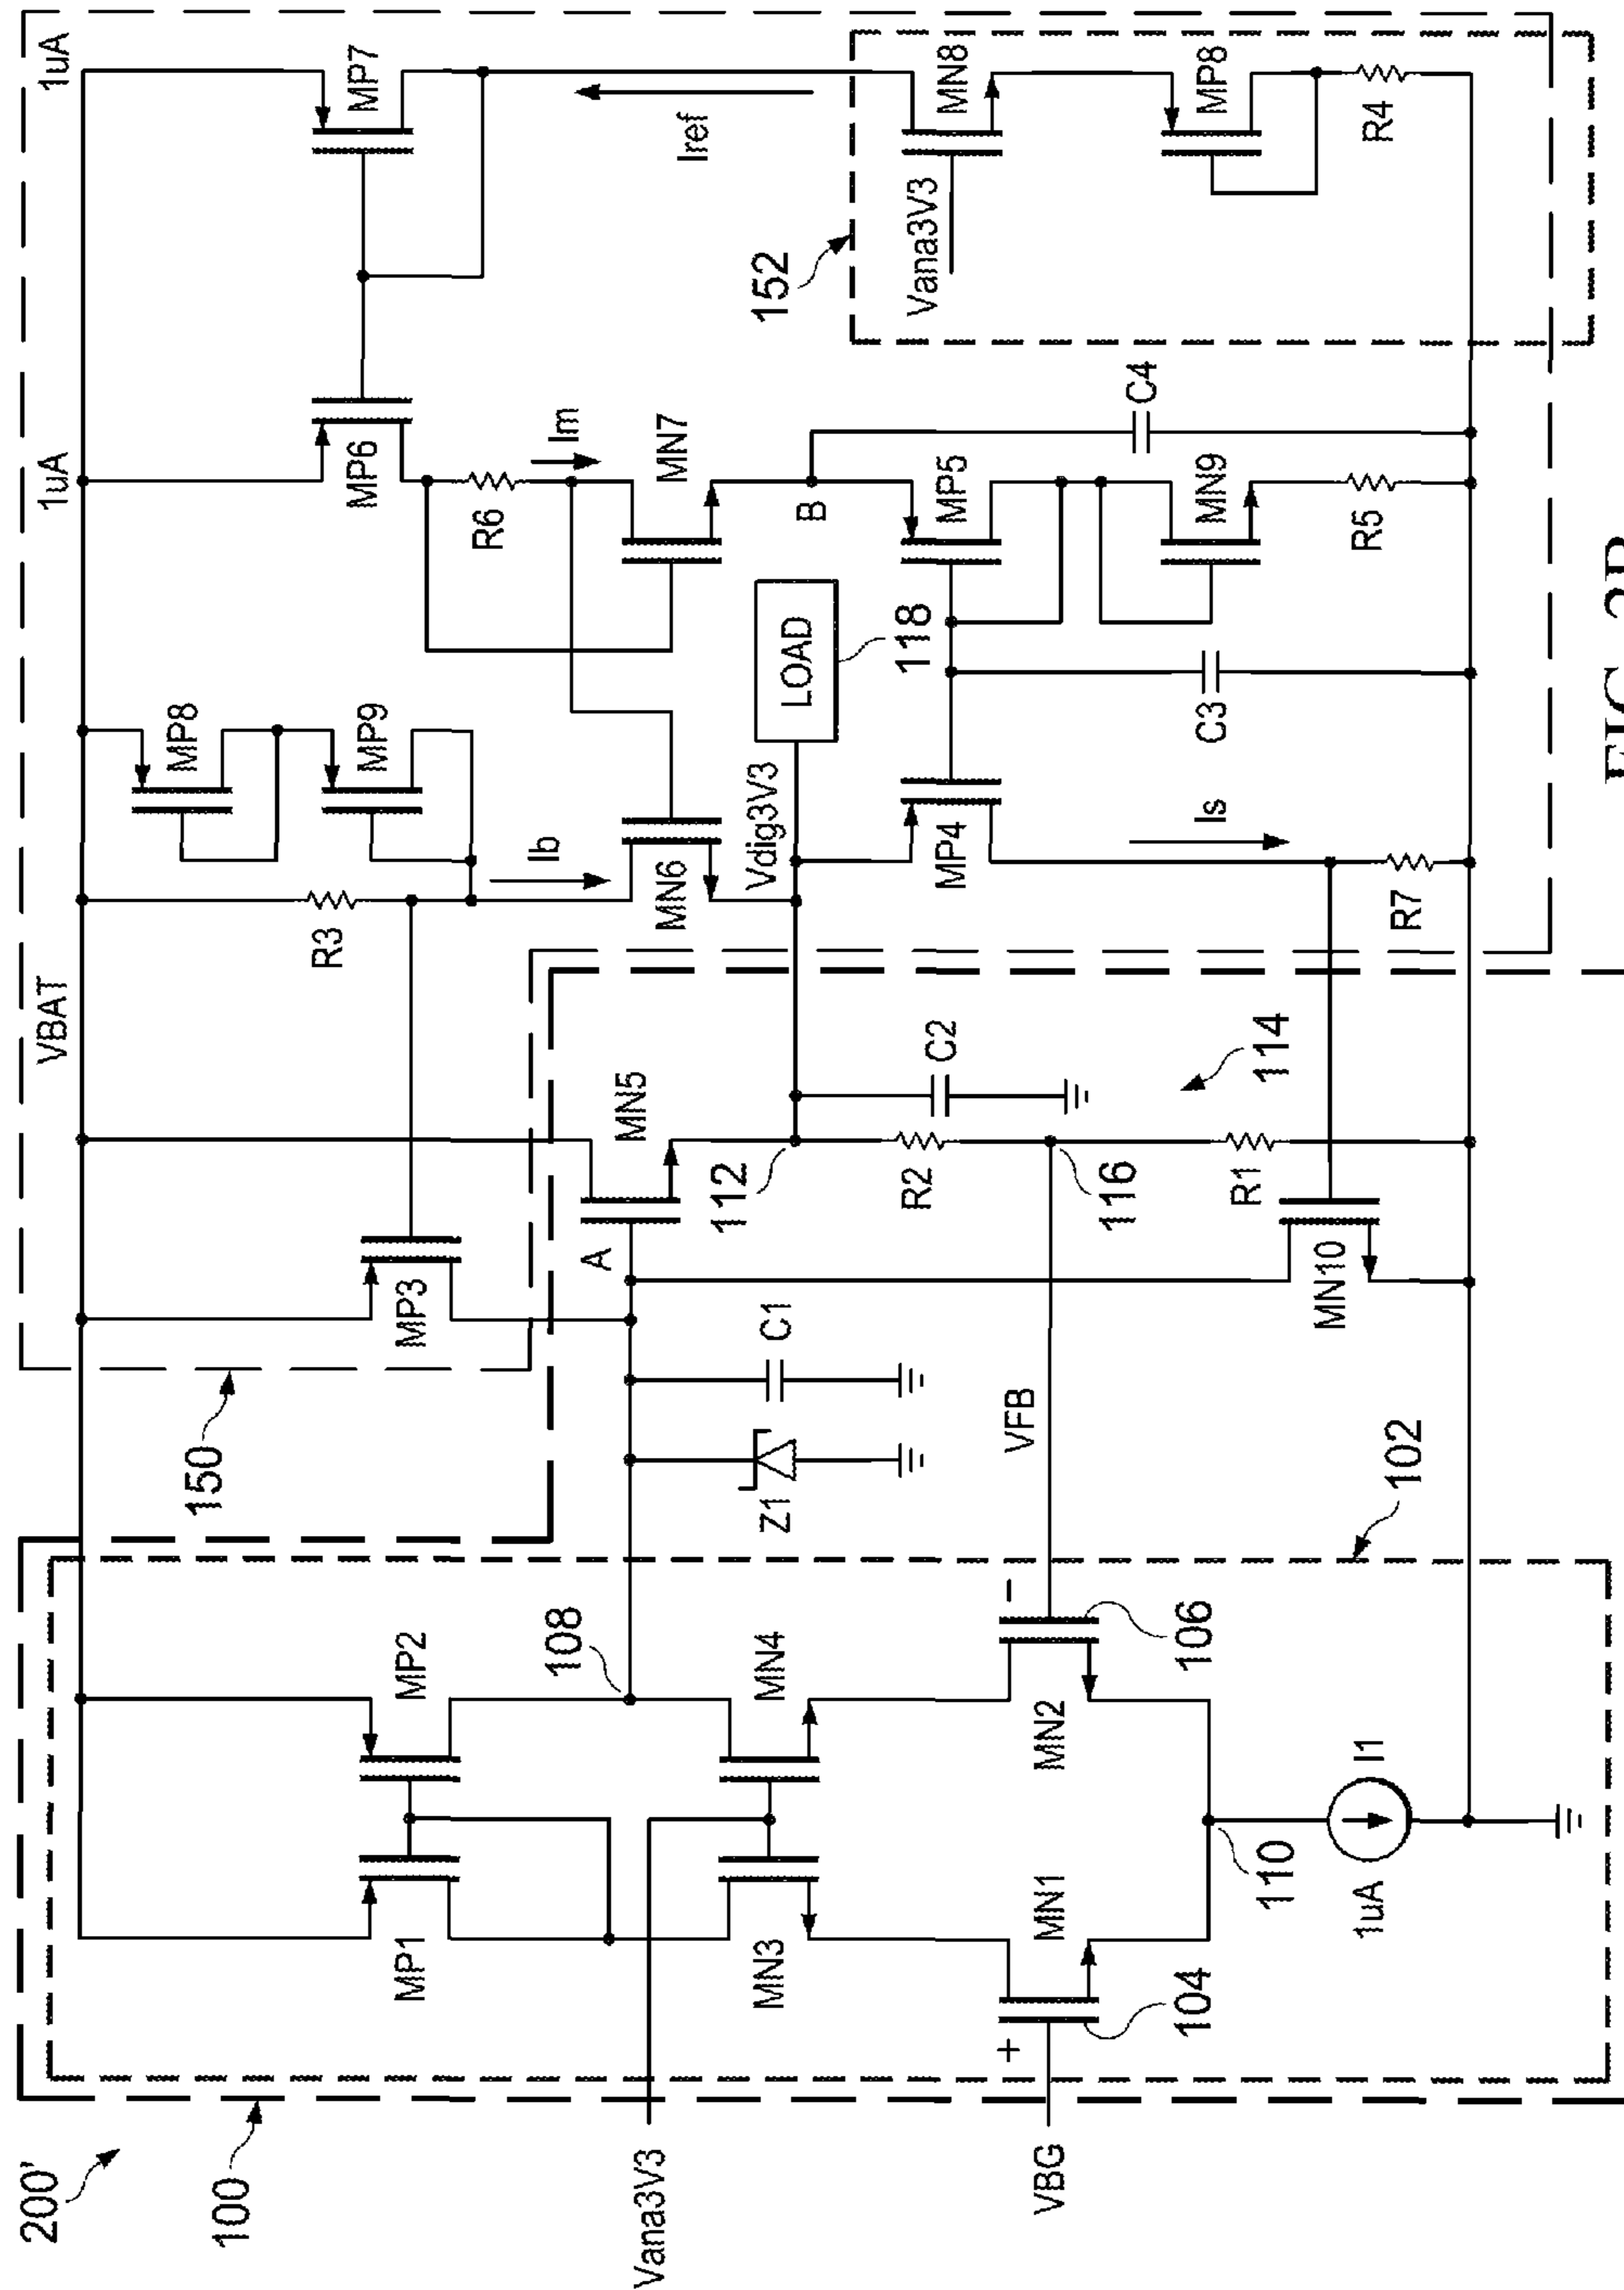 200'
100
150
VBAT
1uA
1uA
MP8
MP9
MP7
MP6
R3
Ib
R6
Im
Iref
MP1
MP2
MP3
MN5
A
MN6
MN7
152
Vana3V3
MN8
108
Vana3V3
MN3
MN4
Z1
C1
112
Vdig3V3
LOAD
118
B
MP4
MP5
C4
MP8
C2
R2
VFB
116
114
Is
C3
MN9
R4
VBG
+
-
104
MN1
MN2
106
102
110
R1
MN10
R7
R5
1uA
I1